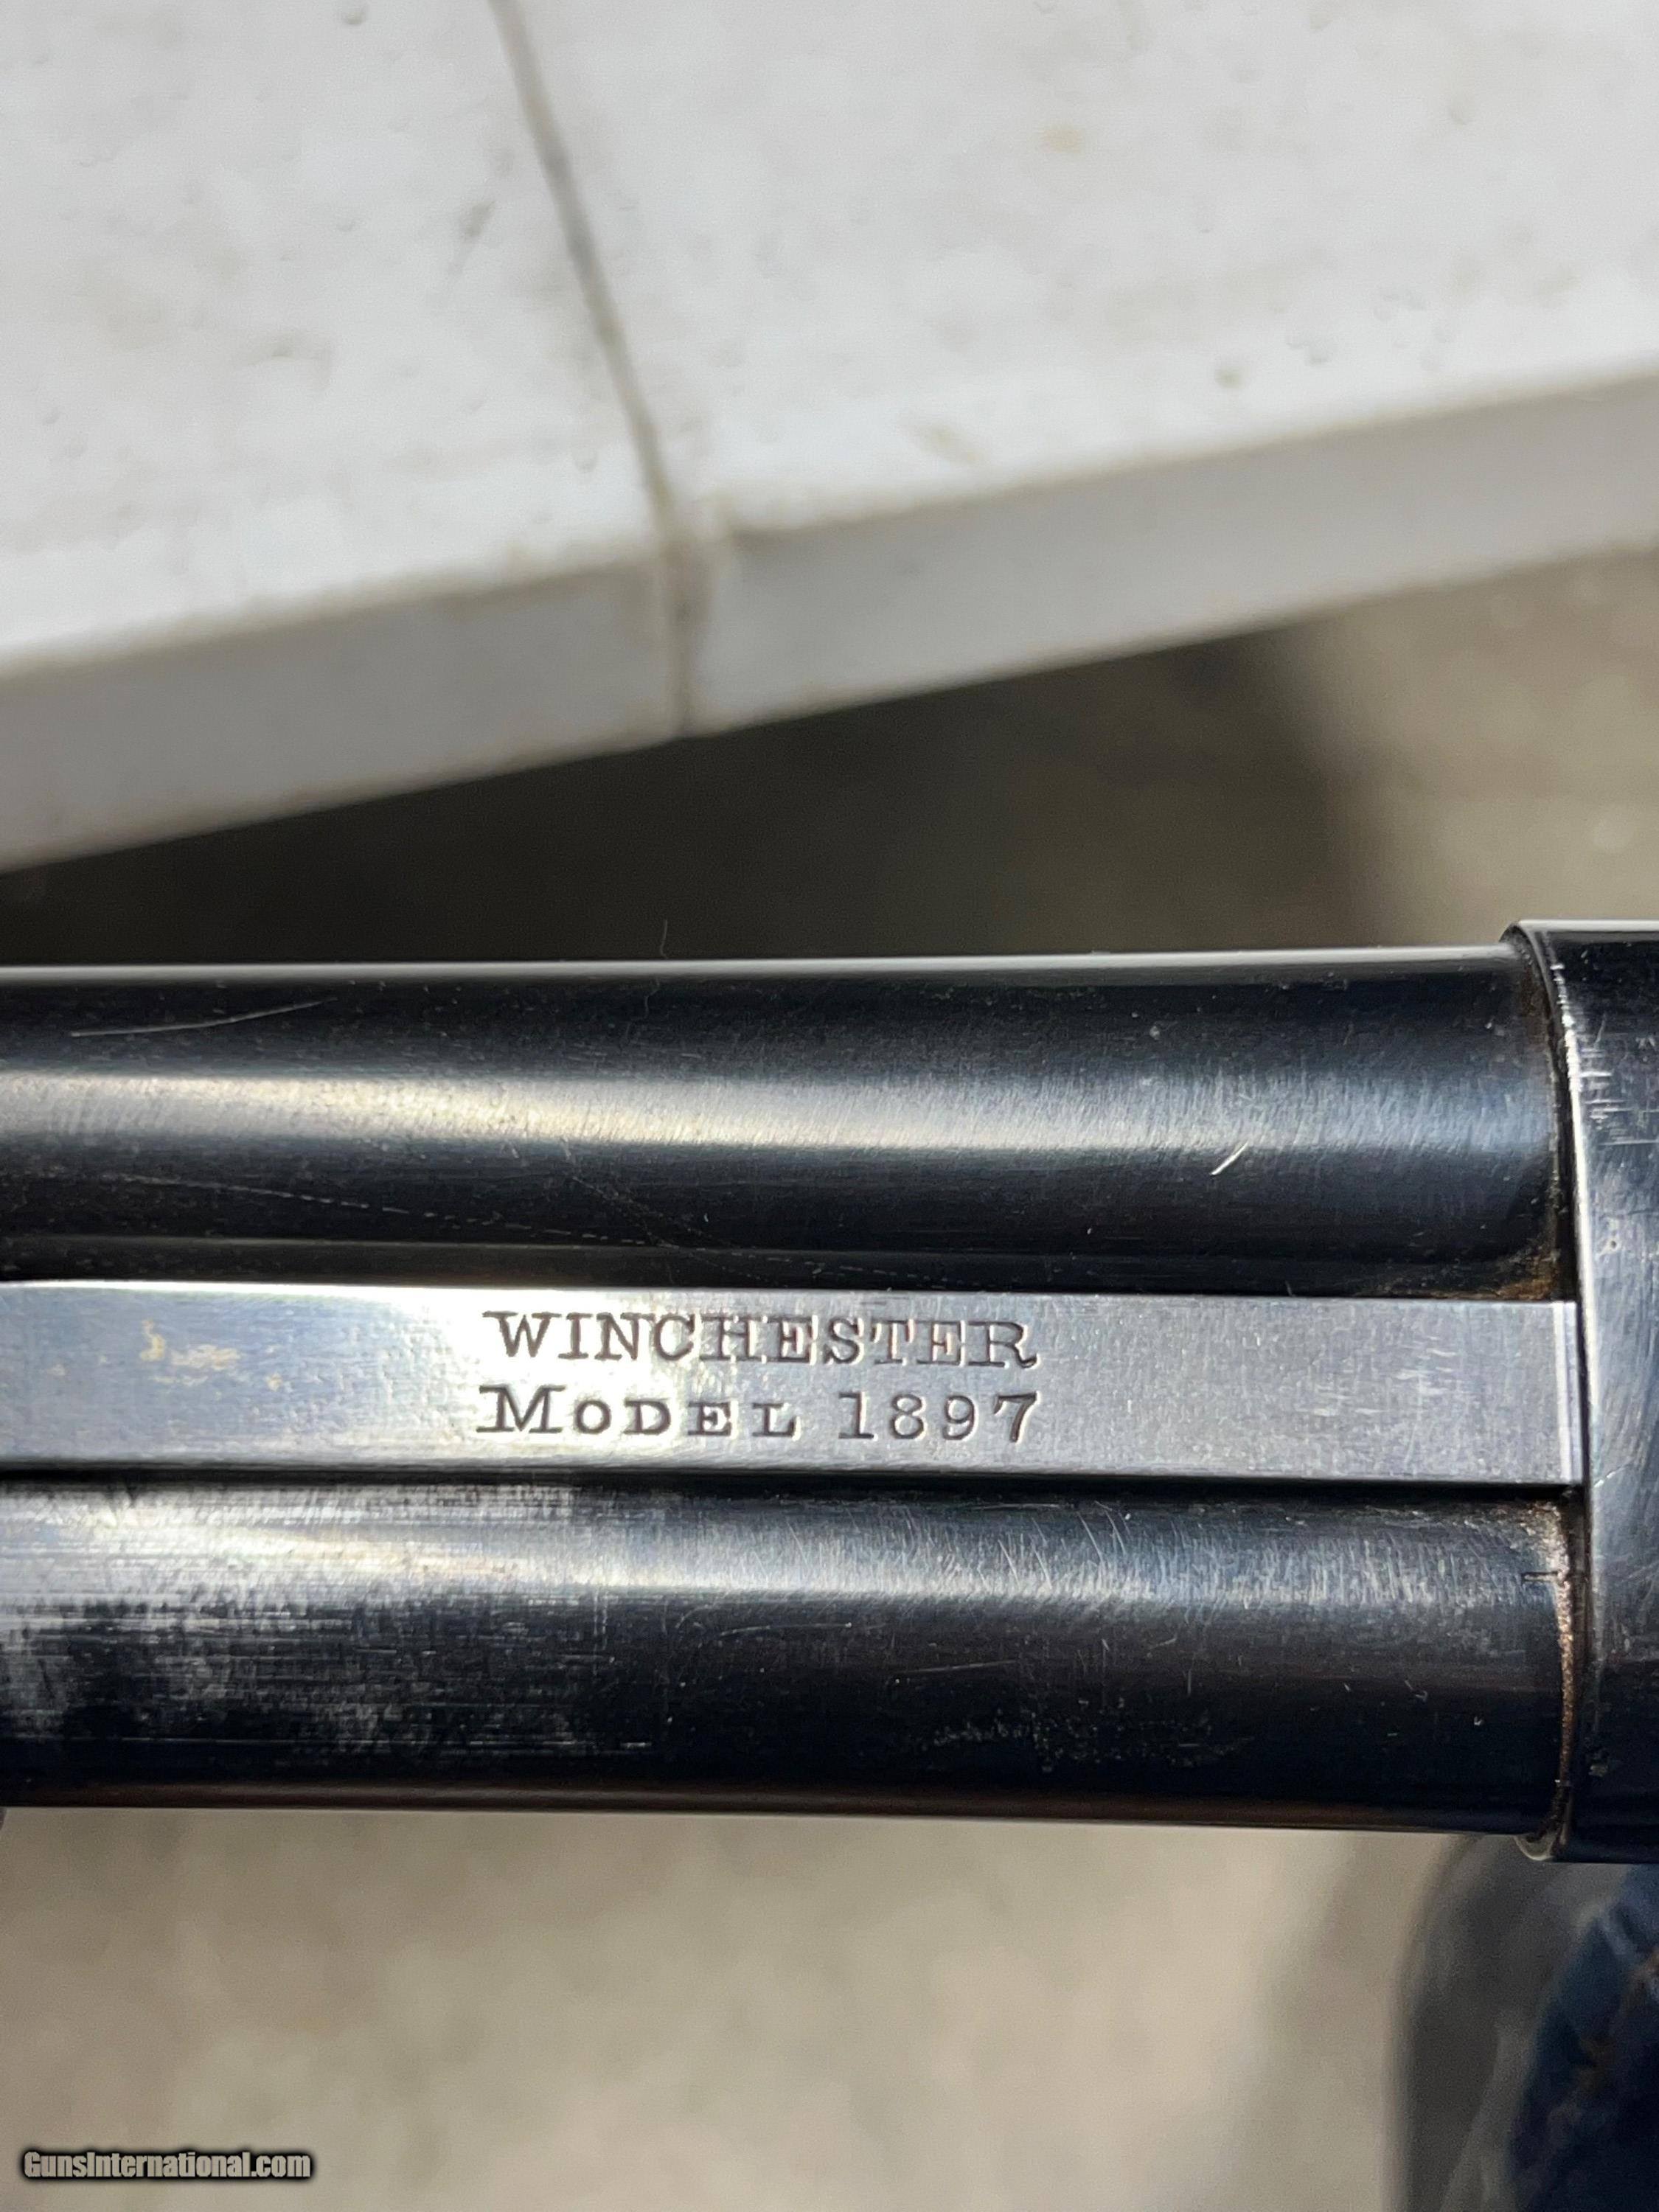 WINCHESTER
MODEL 1897
GunsInternational.com